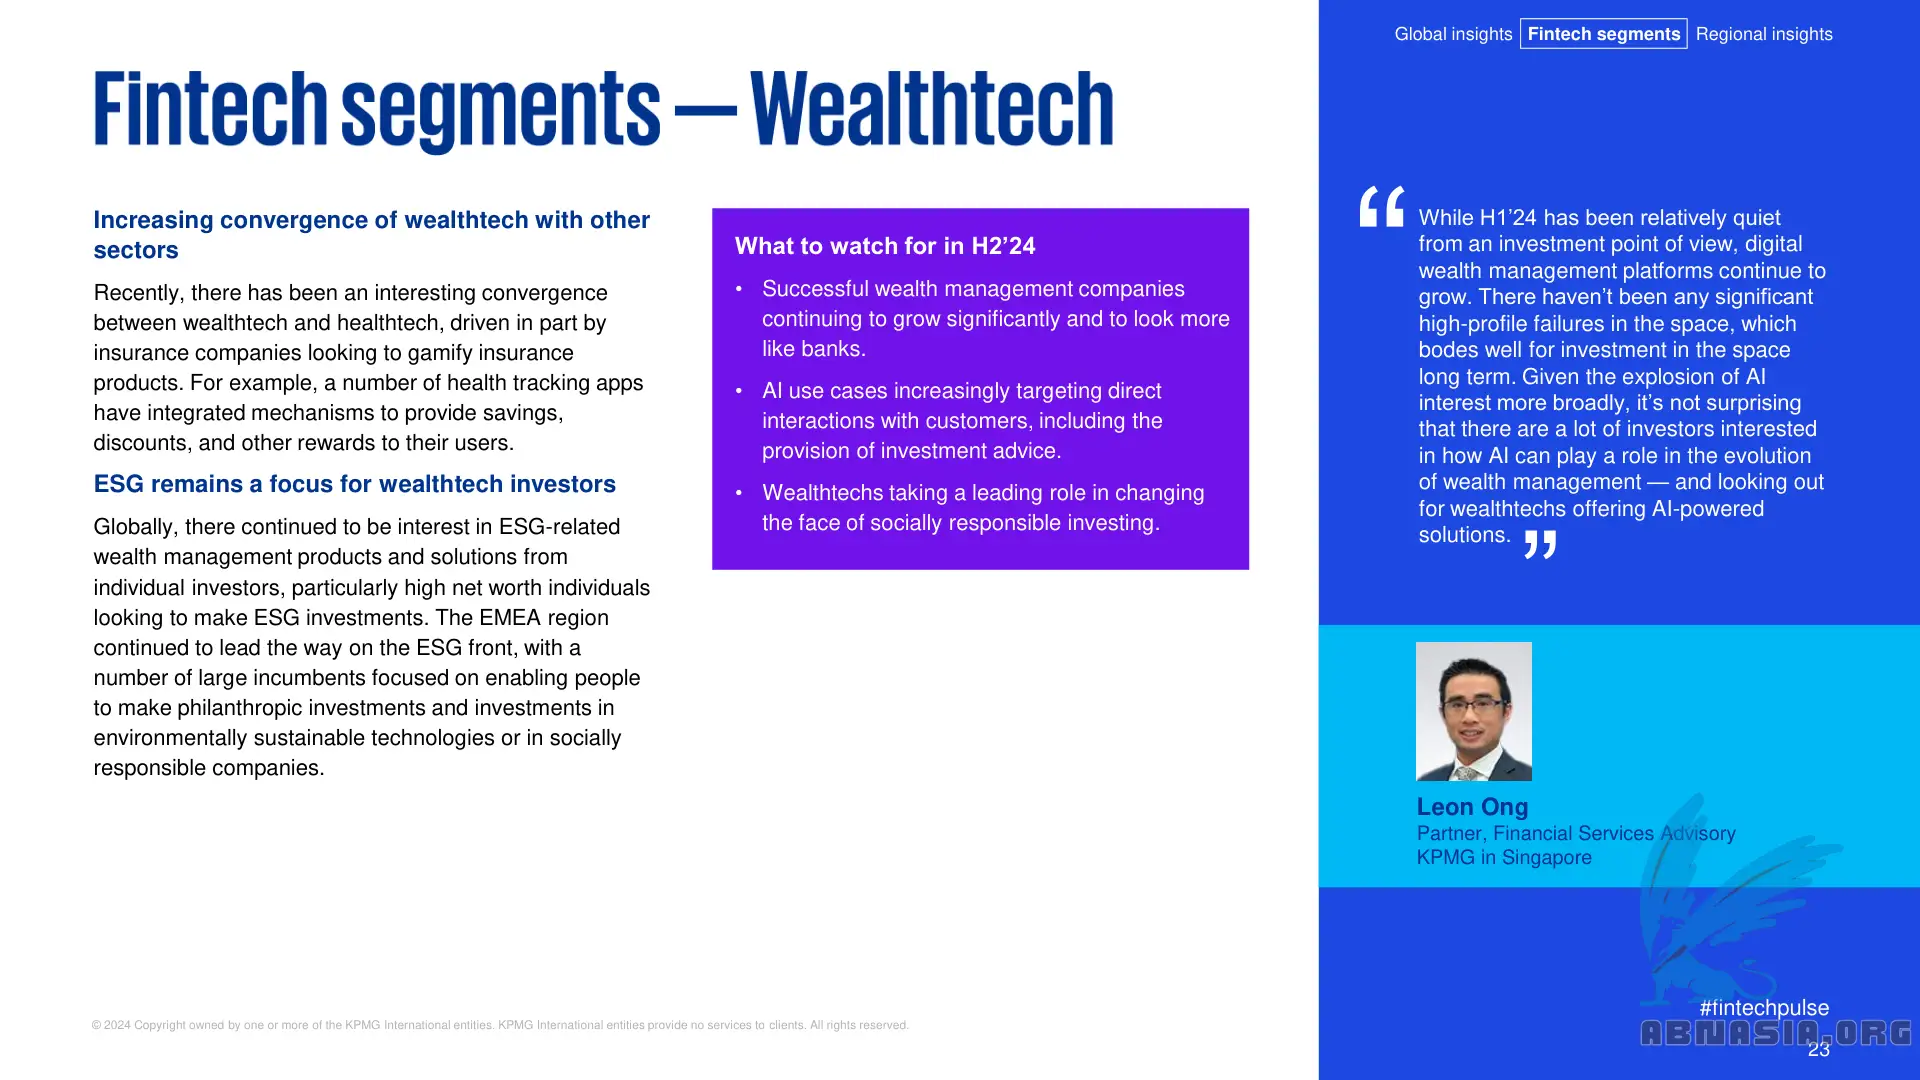 Global insights Fintech segments Regional insights
Fintech segments — Wealthtech
Increasing convergence of wealthtech with other
sectors
Recently, there has been an interesting convergence
between wealthtech and healthtech, driven in part by
insurance companies looking to gamify insurance
products. For example, a number of health tracking apps
have integrated mechanisms to provide savings,
discounts, and other rewards to their users.
ESG remains a focus for wealthtech investors
Globally, there continued to be interest in ESG-related
wealth management products and solutions from
individual investors, particularly high net worth individuals
looking to make ESG investments. The EMEA region
continued to lead the way on the ESG front, with a
number of large incumbents focused on enabling people
to make philanthropic investments and investments in
environmentally sustainable technologies or in socially
responsible companies.
What to watch for in H2’24
• Successful wealth management companies
continuing to grow significantly and to look more
like banks.
• AI use cases increasingly targeting direct
interactions with customers, including the
provision of investment advice.
• Wealthtechs taking a leading role in changing
the face of socially responsible investing.
“ While H1’24 has been relatively quiet
from an investment point of view, digital
wealth management platforms continue to
grow. There haven’t been any significant
high-profile failures in the space, which
bodes well for investment in the space
long term. Given the explosion of AI
interest more broadly, it’s not surprising
that there are a lot of investors interested
in how AI can play a role in the evolution
of wealth management — and looking out
for wealthtechs offering AI-powered
solutions. ”
Leon Ong
Partner, Financial Services Advisory
KPMG in Singapore
© 2024 Copyright owned by one or more of the KPMG International entities. KPMG International entities provide no services to clients. All rights reserved.
#fintechpulse
ABNASIA.ORG
23